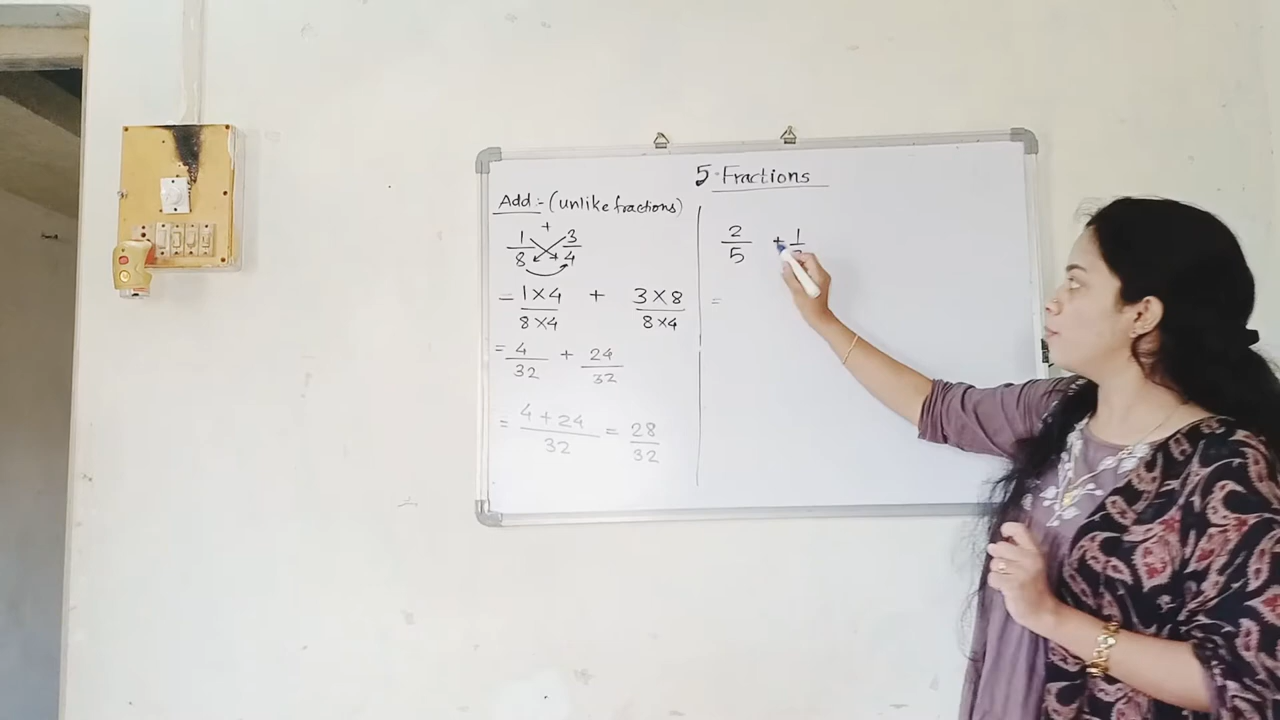 5. Fractions
Add :- (unlike fractions)
1/8 + 3/4
= 1×4/8×4 + 3×8/8×4
= 4/32 + 24/32
= 4+24/32 = 28/32
2/5 + 1/
=